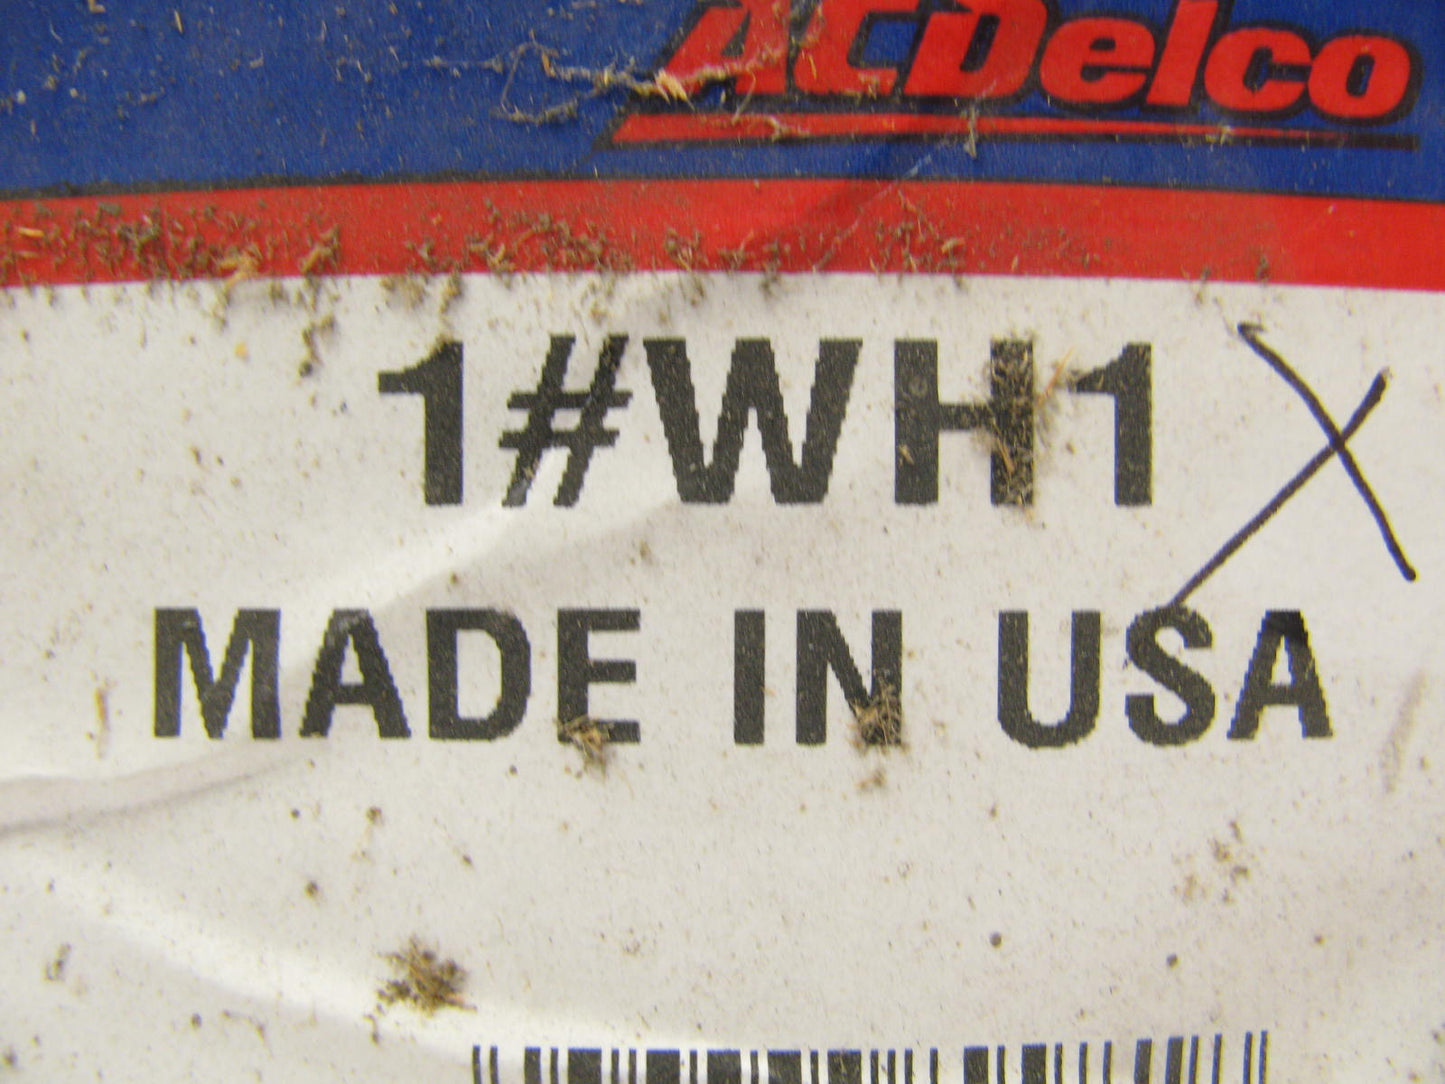 ACDelco
1#WH1 X
MADE IN USA